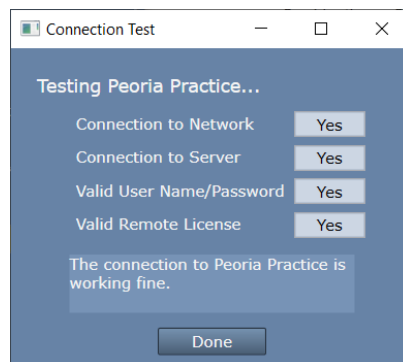 Connection Test
Testing Peoria Practice...
Connection to Network Yes
Connection to Server Yes
Valid User Name/Password Yes
Valid Remote License Yes
The connection to Peoria Practice is
working fine.
Done